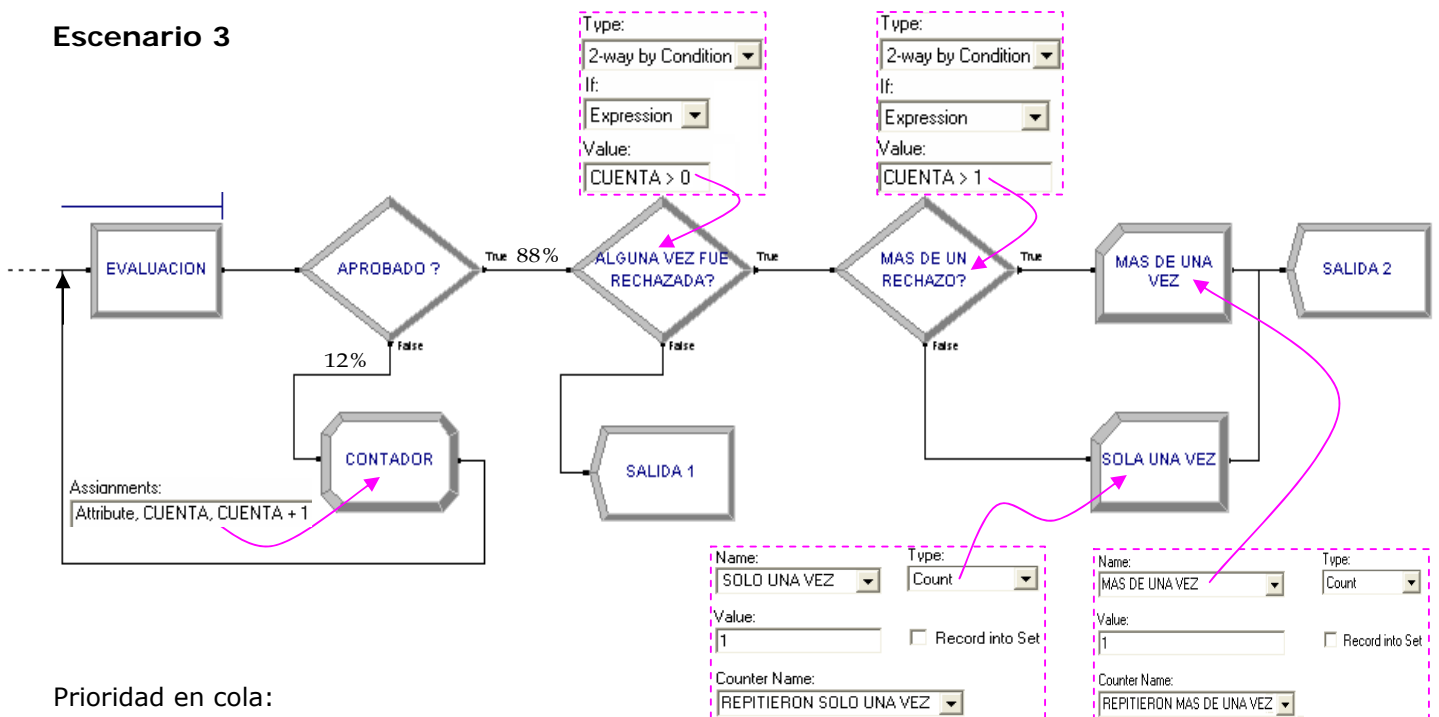 Escenario 3
Type:
2-way by Condition
If:
Expression
Value:
CUENTA > 0
Type:
2-way by Condition
If:
Expression
Value:
CUENTA > 1
EVALUACION
APROBADO ?
True
88%
False
12%
ALGUNA VEZ FUE
RECHAZADA?
True
False
MAS DE UN
RECHAZO?
True
False
MAS DE UNA
VEZ
SALIDA 2
CONTADOR
SALIDA 1
SOLA UNA VEZ
Assignments:
Attribute, CUENTA, CUENTA + 1
Name:
SOLO UNA VEZ
Type:
Count
Value:
1
Record into Set
Counter Name:
REPITIERON SOLO UNA VEZ
Name:
MAS DE UNA VEZ
Type:
Count
Value:
1
Record into Set
Counter Name:
REPITIERON MAS DE UNA VEZ
Prioridad en cola: